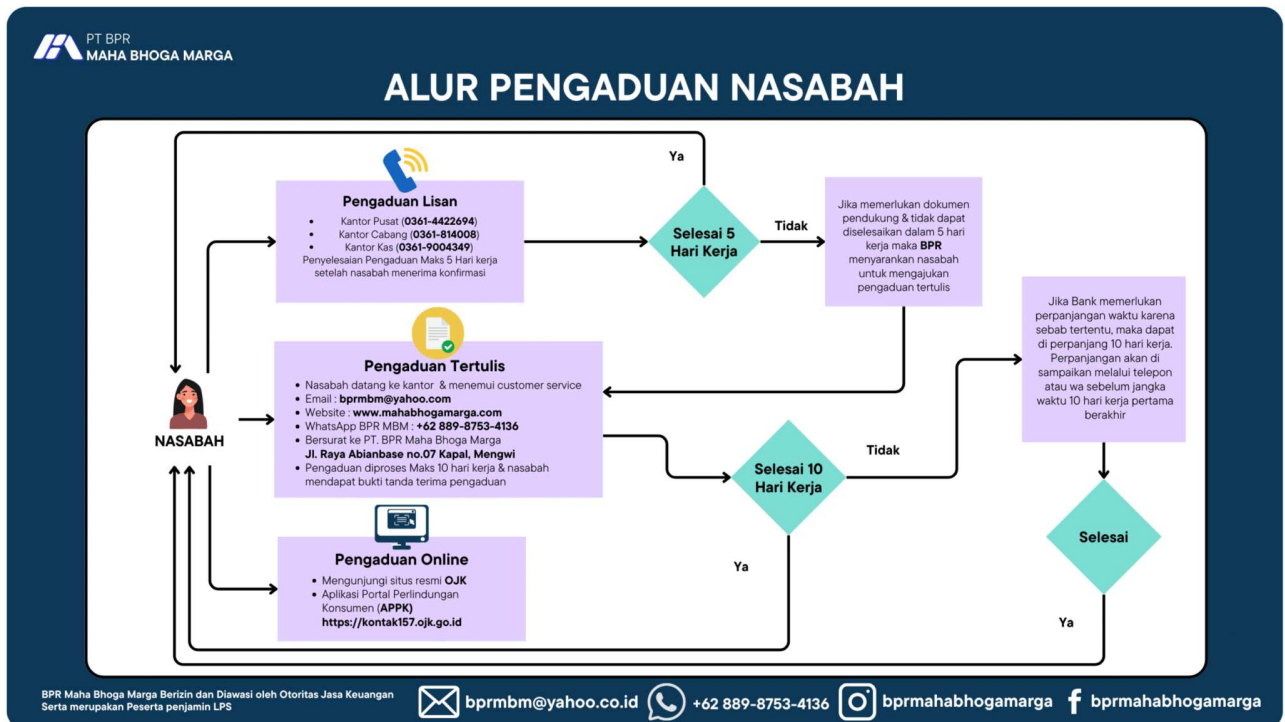 PT BPR
MAHA BHOGA MARGA
ALUR PENGADUAN NASABAH
Pengaduan Lisan
• Kantor Pusat (0361-4422694)
• Kantor Cabang (0361-814008)
• Kantor Kas (0361-9004349)
Penyelesaian Pengaduan Maks 5 Hari kerja
setelah nasabah menerima konfirmasi
Ya
Selesai 5
Hari Kerja
Tidak
Jika memerlukan dokumen
pendukung & tidak dapat
diselesaikan dalam 5 hari
kerja maka BPR
menyarankan nasabah
untuk mengajukan
pengaduan tertulis
NASABAH
Pengaduan Tertulis
• Nasabah datang ke kantor & menemui customer service
• Email : bprmbm@yahoo.com
• Website : www.mahabhogamarga.com
• WhatsApp BPR MBM : +62 889-8753-4136
• Bersurat ke PT. BPR Maha Bhoga Marga
Jl. Raya Abianbase no.07 Kapal, Mengwi
• Pengaduan diproses Maks 10 hari kerja & nasabah
mendapat bukti tanda terima pengaduan
Selesai 10
Hari Kerja
Tidak
Ya
Jika Bank memerlukan
perpanjangan waktu karena
sebab tertentu, maka dapat
di perpanjang 10 hari kerja.
Perpanjangan akan di
sampaikan melalui telepon
atau wa sebelum jangka
waktu 10 hari kerja pertama
berakhir
Selesai
Ya
Pengaduan Online
• Mengunjungi situs resmi OJK
• Aplikasi Portal Perlindungan
Konsumen (APPK)
https://kontak157.ojk.go.id
BPR Maha Bhoga Marga Berizin dan Diawasi oleh Otoritas Jasa Keuangan
Serta merupakan Peserta penjamin LPS
bprmbm@yahoo.co.id
+62 889-8753-4136
bprmahabhogamarga
bprmahabhogamarga